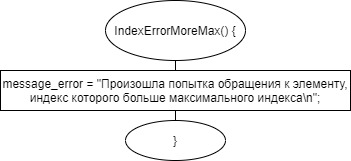 IndexErrorMoreMax() {
message_error = "Произошла попытка обращения к элементу,
индекс которого больше максимального индекса\n";
}